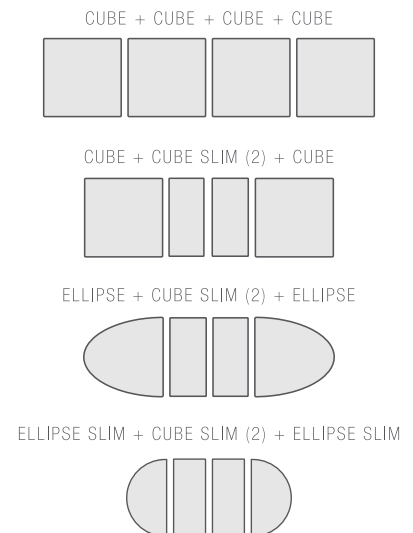 CUBE + CUBE + CUBE + CUBE
CUBE + CUBE SLIM (2) + CUBE
ELLIPSE + CUBE SLIM (2) + ELLIPSE
ELLIPSE SLIM + CUBE SLIM (2) + ELLIPSE SLIM